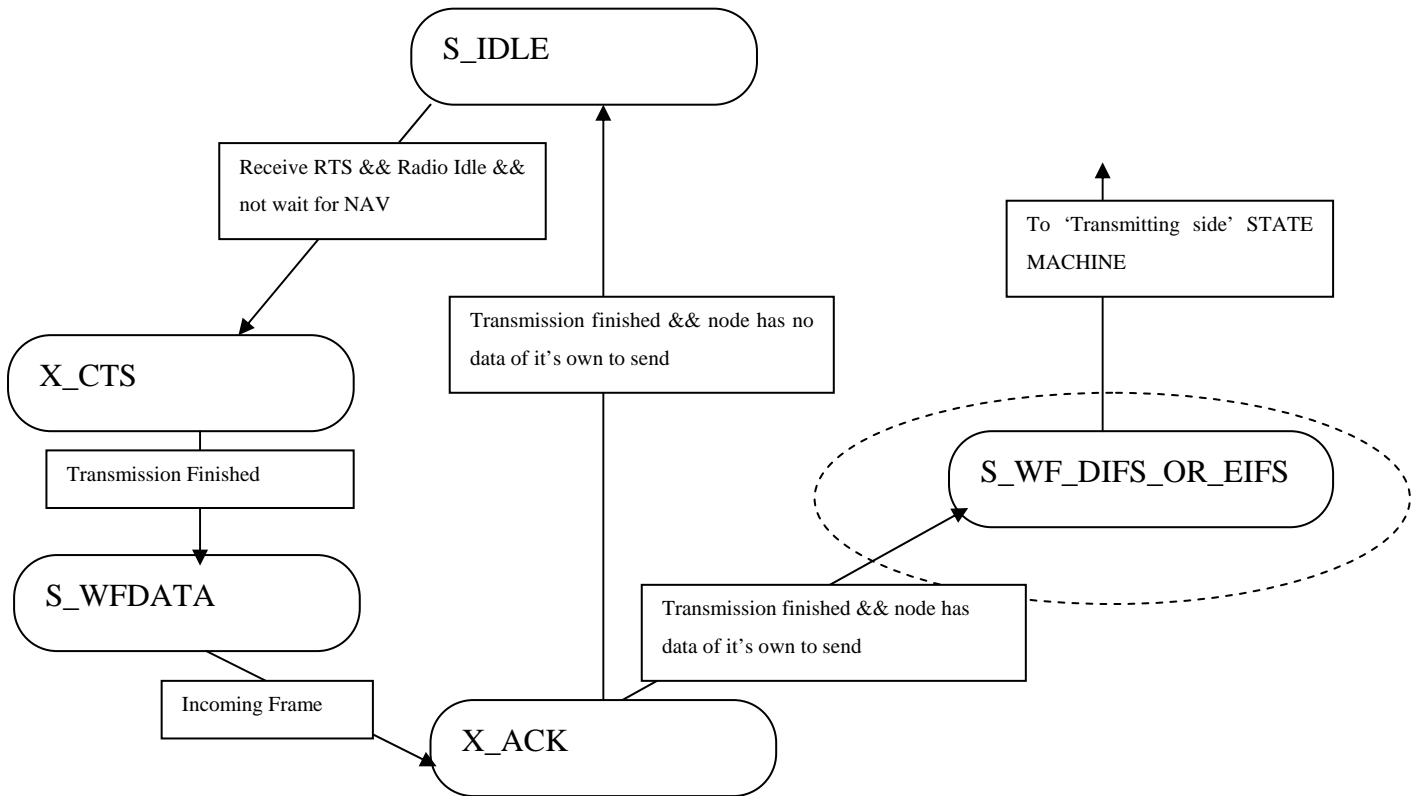 S_IDLE
Receive RTS && Radio Idle &&
not wait for NAV
To ‘Transmitting side’ STATE
MACHINE
Transmission finished && node has no
data of it’s own to send
X_CTS
Transmission Finished
S_WF_DIFS_OR_EIFS
S_WFDATA
Transmission finished && node has
data of it’s own to send
Incoming Frame
X_ACK